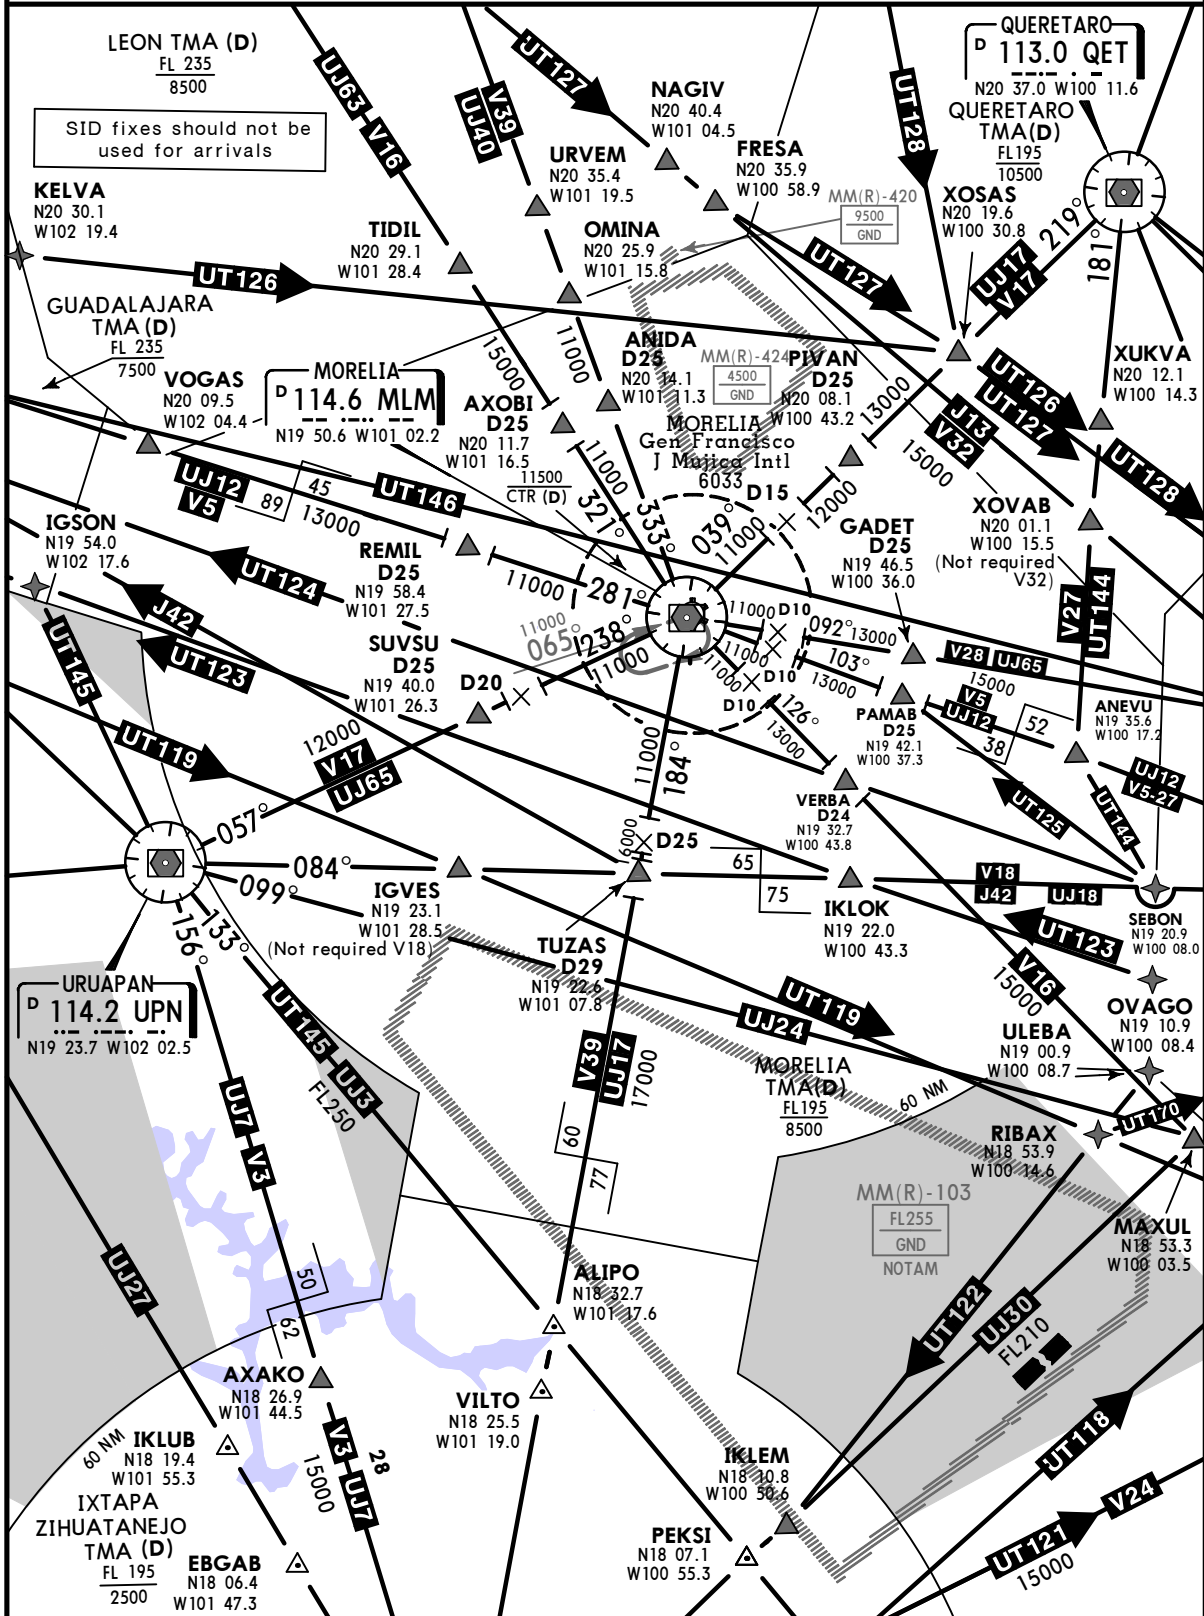 LEON TMA (D)
FL 235
8500
SID fixes should not be
used for arrivals
UJ63
V16
V39
UJ40
UT127
NAGIV
N20 40.4
W101 04.5
UT128
QUERETARO
D 113.0 QET
N20 37.0 W100 11.6
QUERETARO
TMA(D)
FL195
10500
URVEM
N20 35.4
W101 19.5
FRESA
N20 35.9
W100 58.9
KELVA
N20 30.1
W102 19.4
TIDIL
N20 29.1
W101 28.4
OMINA
N20 25.9
W101 15.8
MM(R)-420
9500
GND
XOSAS
N20 19.6
W100 30.8
219°
UJ17
V17
181°
UT126
UT127
GUADALAJARA
TMA (D)
FL 235
7500
15000
11000
ANIDA
D25
N20 14.1
W101 11.3
MM(R)-424
4500
GND
PIVAN
D25
N20 08.1
W100 43.2
13000
UT126
UT127
XUKVA
N20 12.1
W100 14.3
VOGAS
N20 09.5
W102 04.4
MORELIA
D 114.6 MLM
N19 50.6 W101 02.2
AXOBI
D25
N20 11.7
W101 16.5
11500
CTR (D)
MORELIA
Gen Francisco
J Mujica Intl
6033
J13
V32
15000
UT128
UJ12
V5
89
45
13000
UT146
11000
321°
333°
039°
11000
D15
12000
GADET
D25
N19 46.5
W100 36.0
XOVAB
N20 01.1
W100 15.5
(Not required
V32)
IGSON
N19 54.0
W102 17.6
UT124
REMIL
D25
N19 58.4
W101 27.5
11000
281°
V27
UT144
J42
UT123
UT145
SUVSU
D25
N19 40.0
W101 26.3
11000
065°
238°
11000
11000
D10
092°
13000
11000
D10
103°
13000
11000
D10
126°
13000
V28
UJ65
15000
V5
UJ12
52
38
PAMAB
D25
N19 42.1
W100 37.3
ANEVU
N19 35.6
W100 17.2
UJ12
V5-27
D20
12000
V17
UJ65
UT119
11000
184°
VERBA
D24
N19 32.7
W100 43.8
UT125
UT144
057°
084°
099°
133°
156°
6000
D25
65
75
IGVES
N19 23.1
W101 28.5
(Not required V18)
TUZAS
D29
N19 22.6
W101 07.8
IKLOK
N19 22.0
W100 43.3
V18
J42
UJ18
SEBON
N19 20.9
W100 08.0
UT123
URUAPAN
D 114.2 UPN
N19 23.7 W102 02.5
V16
15000
OVAGO
N19 10.9
W100 08.4
ULEBA
N19 00.9
W100 08.7
UT119
UJ24
UT145
UJ3
FL250
V39
UJ17
17000
MORELIA
TMA(D)
FL195
8500
60 NM
UT170
UJ7
V3
60
77
RIBAX
N18 53.9
W100 14.6
MM(R)-103
FL255
GND
NOTAM
MAXUL
N18 53.3
W100 03.5
UJ27
50
62
ALIPO
N18 32.7
W101 17.6
UT122
UJ30
FL210
AXAKO
N18 26.9
W101 44.5
VILTO
N18 25.5
W101 19.0
60 NM
IKLUB
N18 19.4
W101 55.3
V3
UJ7
28
15000
IKLEM
N18 10.8
W100 50.6
UT118
V24
IXTAPA
ZIHUATANEJO
TMA (D)
FL 195
2500
EBGAB
N18 06.4
W101 47.3
PEKSI
N18 07.1
W100 55.3
UT121
15000